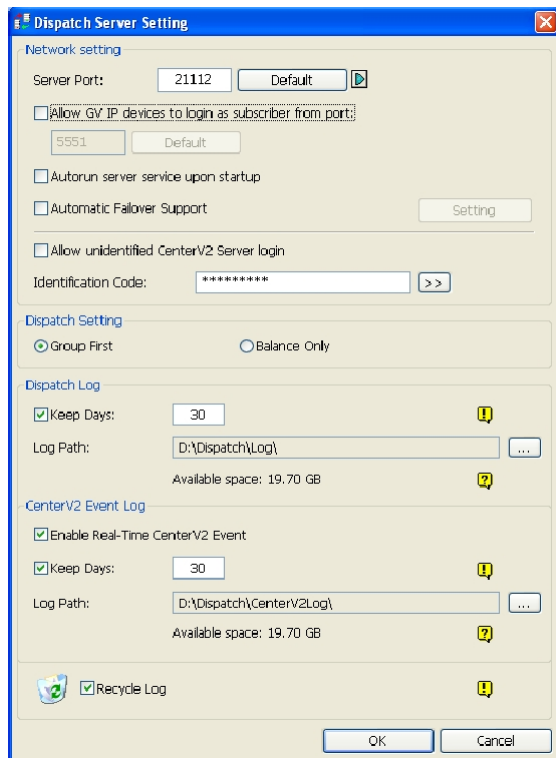 Dispatch Server Setting
Network setting
Server Port: 21112 Default
Allow GV IP devices to login as subscriber from port:
5551 Default
Autorun server service upon startup
Automatic Failover Support Setting
Allow unidentified CenterV2 Server login
Identification Code: ********* >>
Dispatch Setting
Group First Balance Only
Dispatch Log
Keep Days: 30
Log Path: D:\Dispatch\Log\ ...
Available space: 19.70 GB
CenterV2 Event Log
Enable Real-Time CenterV2 Event
Keep Days: 30
Log Path: D:\Dispatch\CenterV2Log\ ...
Available space: 19.70 GB
Recycle Log
OK Cancel